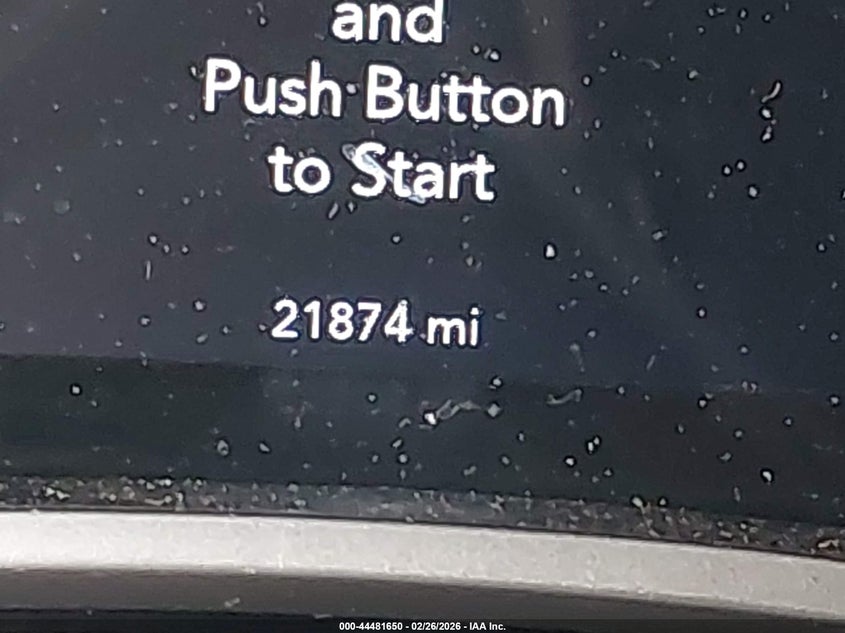 and
Push Button
to Start
21874 mi
000-44481650 - 02/26/2026 - IAA Inc.